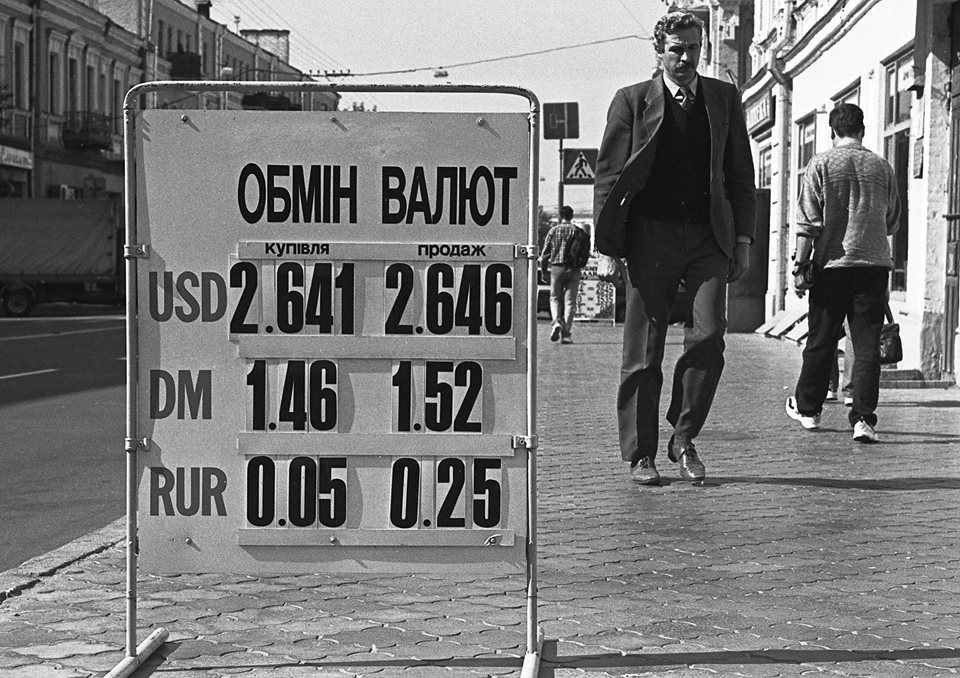 ОБМІН ВАЛЮТ
купівля продаж
USD 2.641 2.646
DM 1.46 1.52
RUR 0.05 0.25